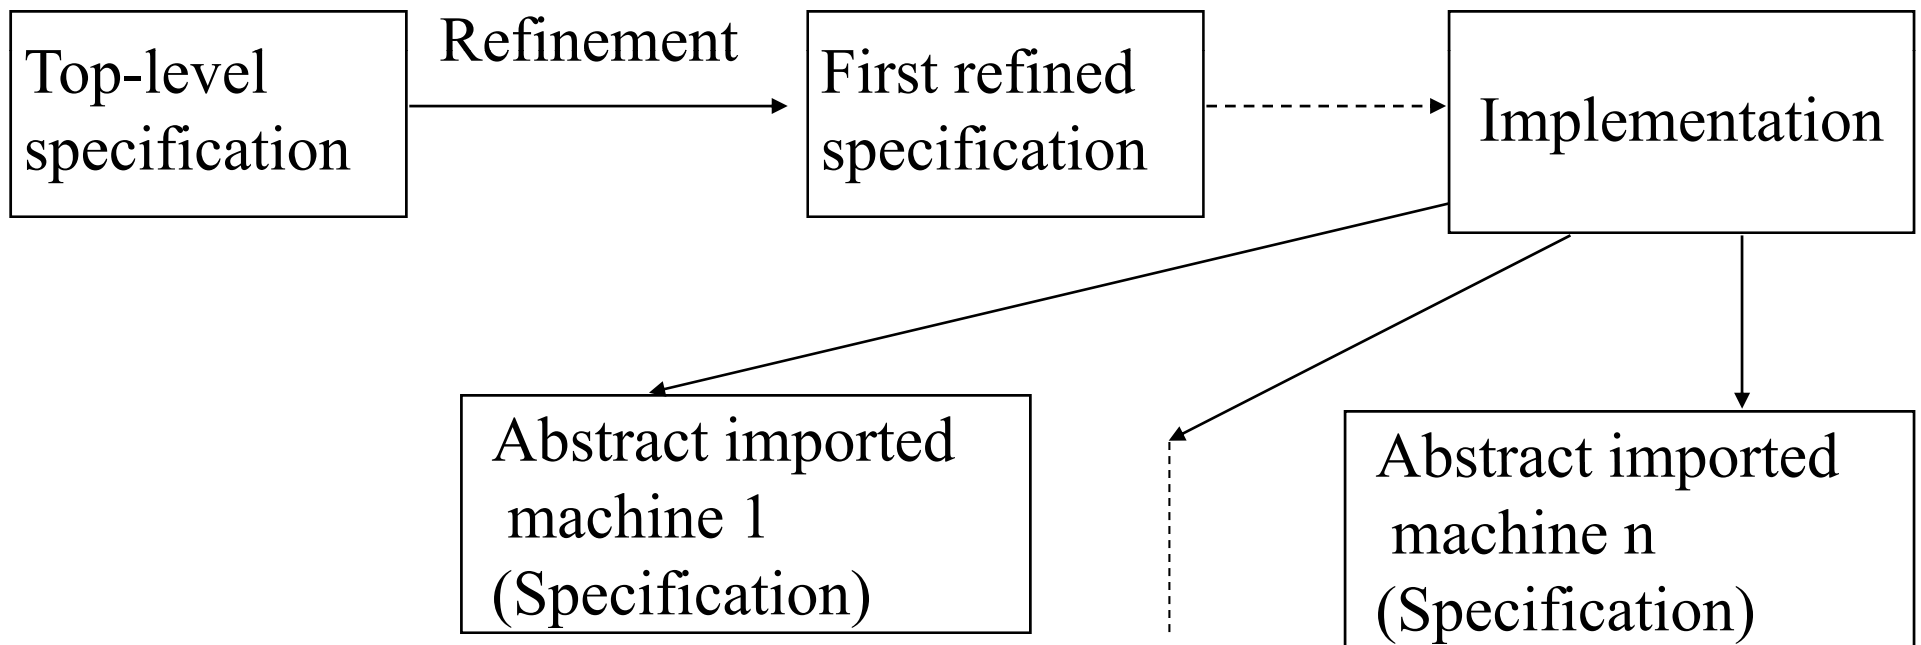 Top-level
specification
Refinement
First refined
specification
Implementation
Abstract imported
machine 1
(Specification)
Abstract imported
machine n
(Specification)